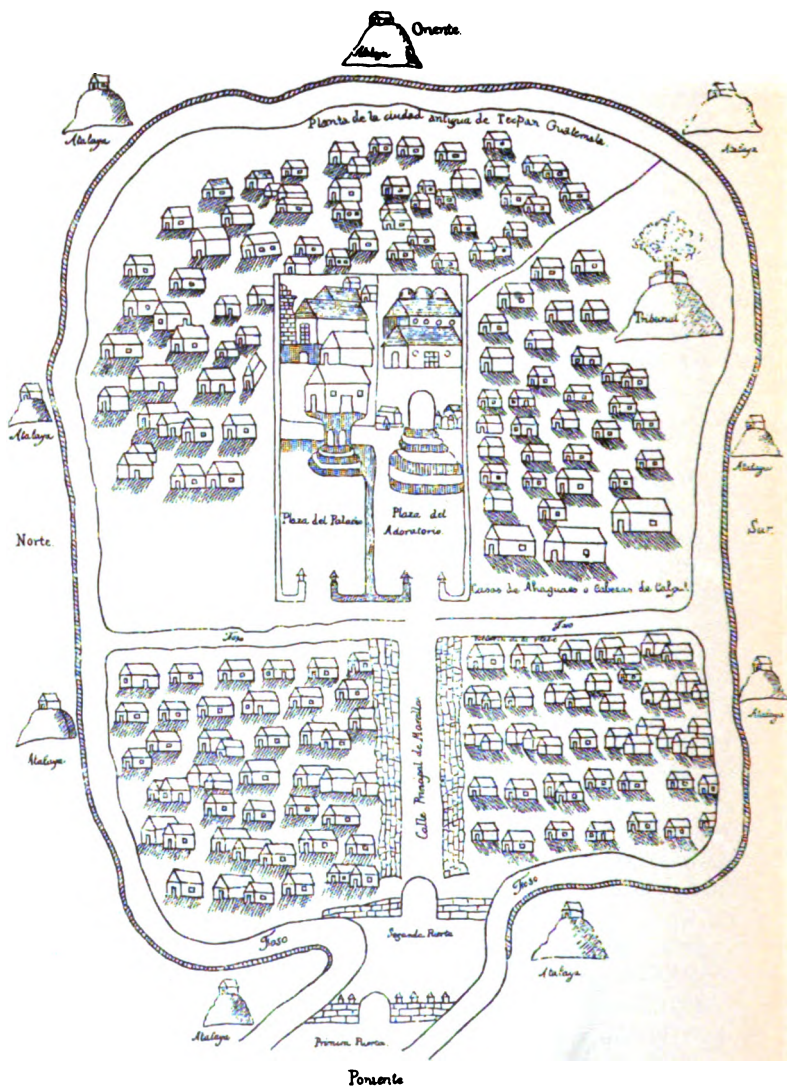 Oriente.
Atalaya
Atalaya
Atalaya
Planta de la ciudad antigua de Tecpan Guatemala.
Tribunal
Atalaya
Atalaya
Plaza del Palacio
Plaza del
Adoratorio.
Norte.
Sur.
Casas de Ahaguaes o Cabezas de Calpul.
Foso
Foso
Atalaya
Atalaya
Calle Principal de Manillar
Foso
Foso
Segunda Puerta
Atalaya
Atalaya
Primera Puerta.
Poniente